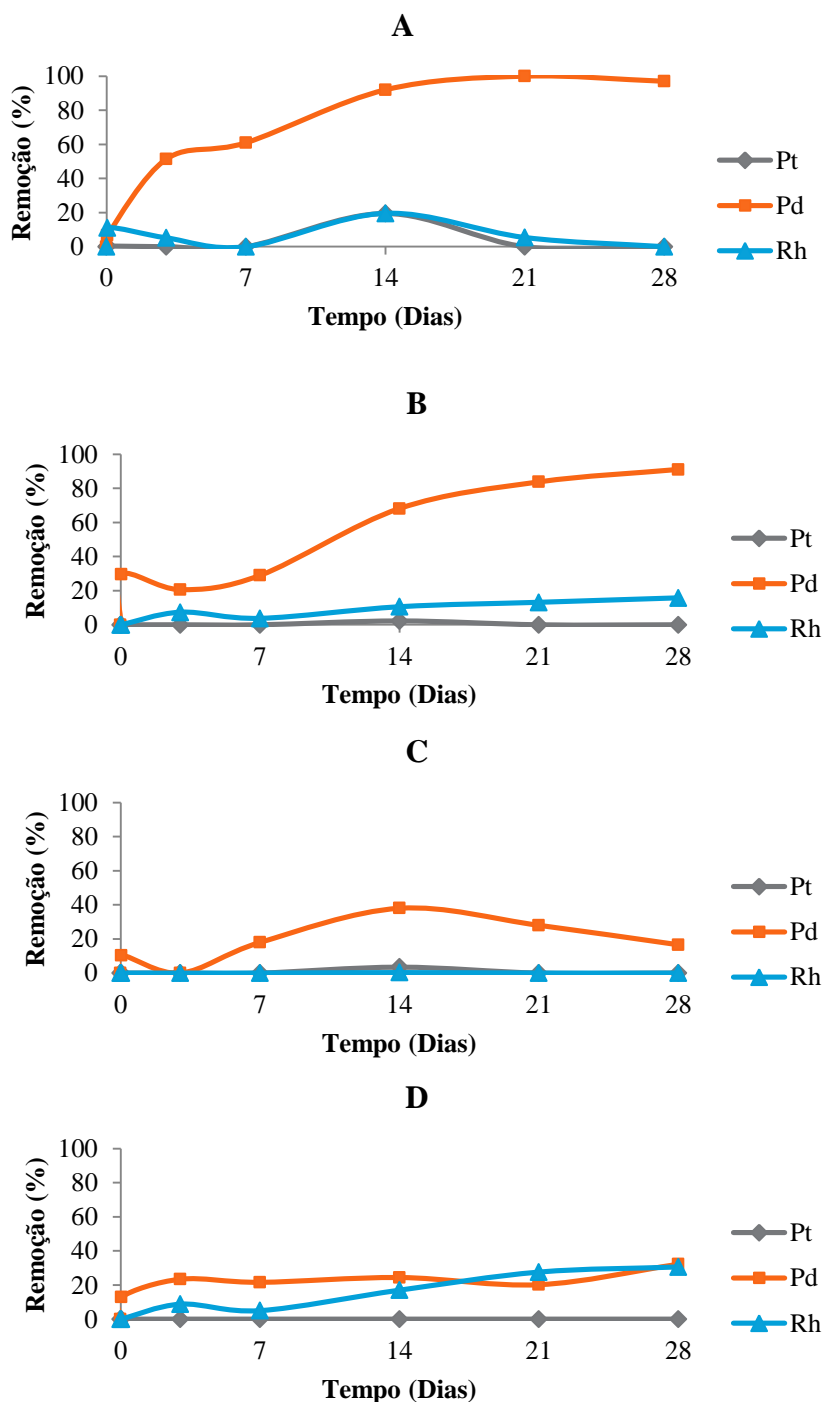 A
Remoção (%)
100
80
60
40
20
0
0 7 14 21 28
Tempo (Dias)
Pt
Pd
Rh
B
Remoção (%)
100
80
60
40
20
0
0 7 14 21 28
Tempo (Dias)
Pt
Pd
Rh
C
Remoção (%)
100
80
60
40
20
0
0 7 14 21 28
Tempo (Dias)
Pt
Pd
Rh
D
Remoção (%)
100
80
60
40
20
0
0 7 14 21 28
Tempo (Dias)
Pt
Pd
Rh